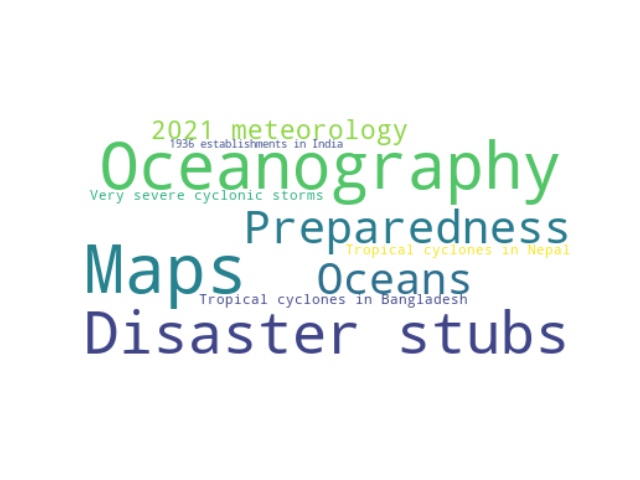 2021 meteorology
1936 establishments in India
Oceanography
Very severe cyclonic storms
Preparedness
Tropical cyclones in Nepal
Maps
Oceans
Tropical cyclones in Bangladesh
Disaster stubs